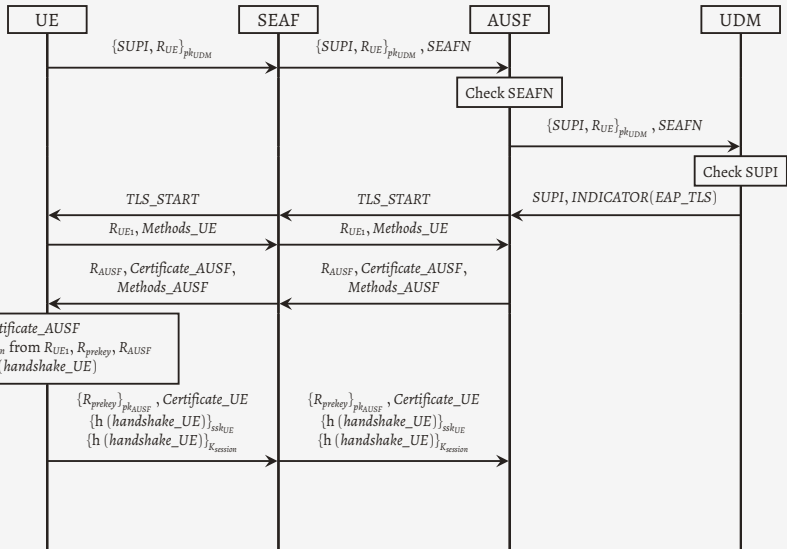 UE SEAF AUSF UDM
{SUPI, R_UE}_pk_UDM {SUPI, R_UE}_pk_UDM , SEAFN
Check SEAFN
{SUPI, R_UE}_pk_UDM , SEAFN
Check SUPI
TLS_START TLS_START SUPI, INDICATOR(EAP_TLS)
R_UE1, Methods_UE R_UE1, Methods_UE
R_AUSF, Certificate_AUSF, R_AUSF, Certificate_AUSF,
Methods_AUSF Methods_AUSF
tificate_AUSF
n from R_UE1, R_prekey, R_AUSF
(handshake_UE)
{R_prekey}_pk_AUSF , Certificate_UE {R_prekey}_pk_AUSF , Certificate_UE
{h (handshake_UE)}_ssk_UE {h (handshake_UE)}_ssk_UE
{h (handshake_UE)}_K_session {h (handshake_UE)}_K_session